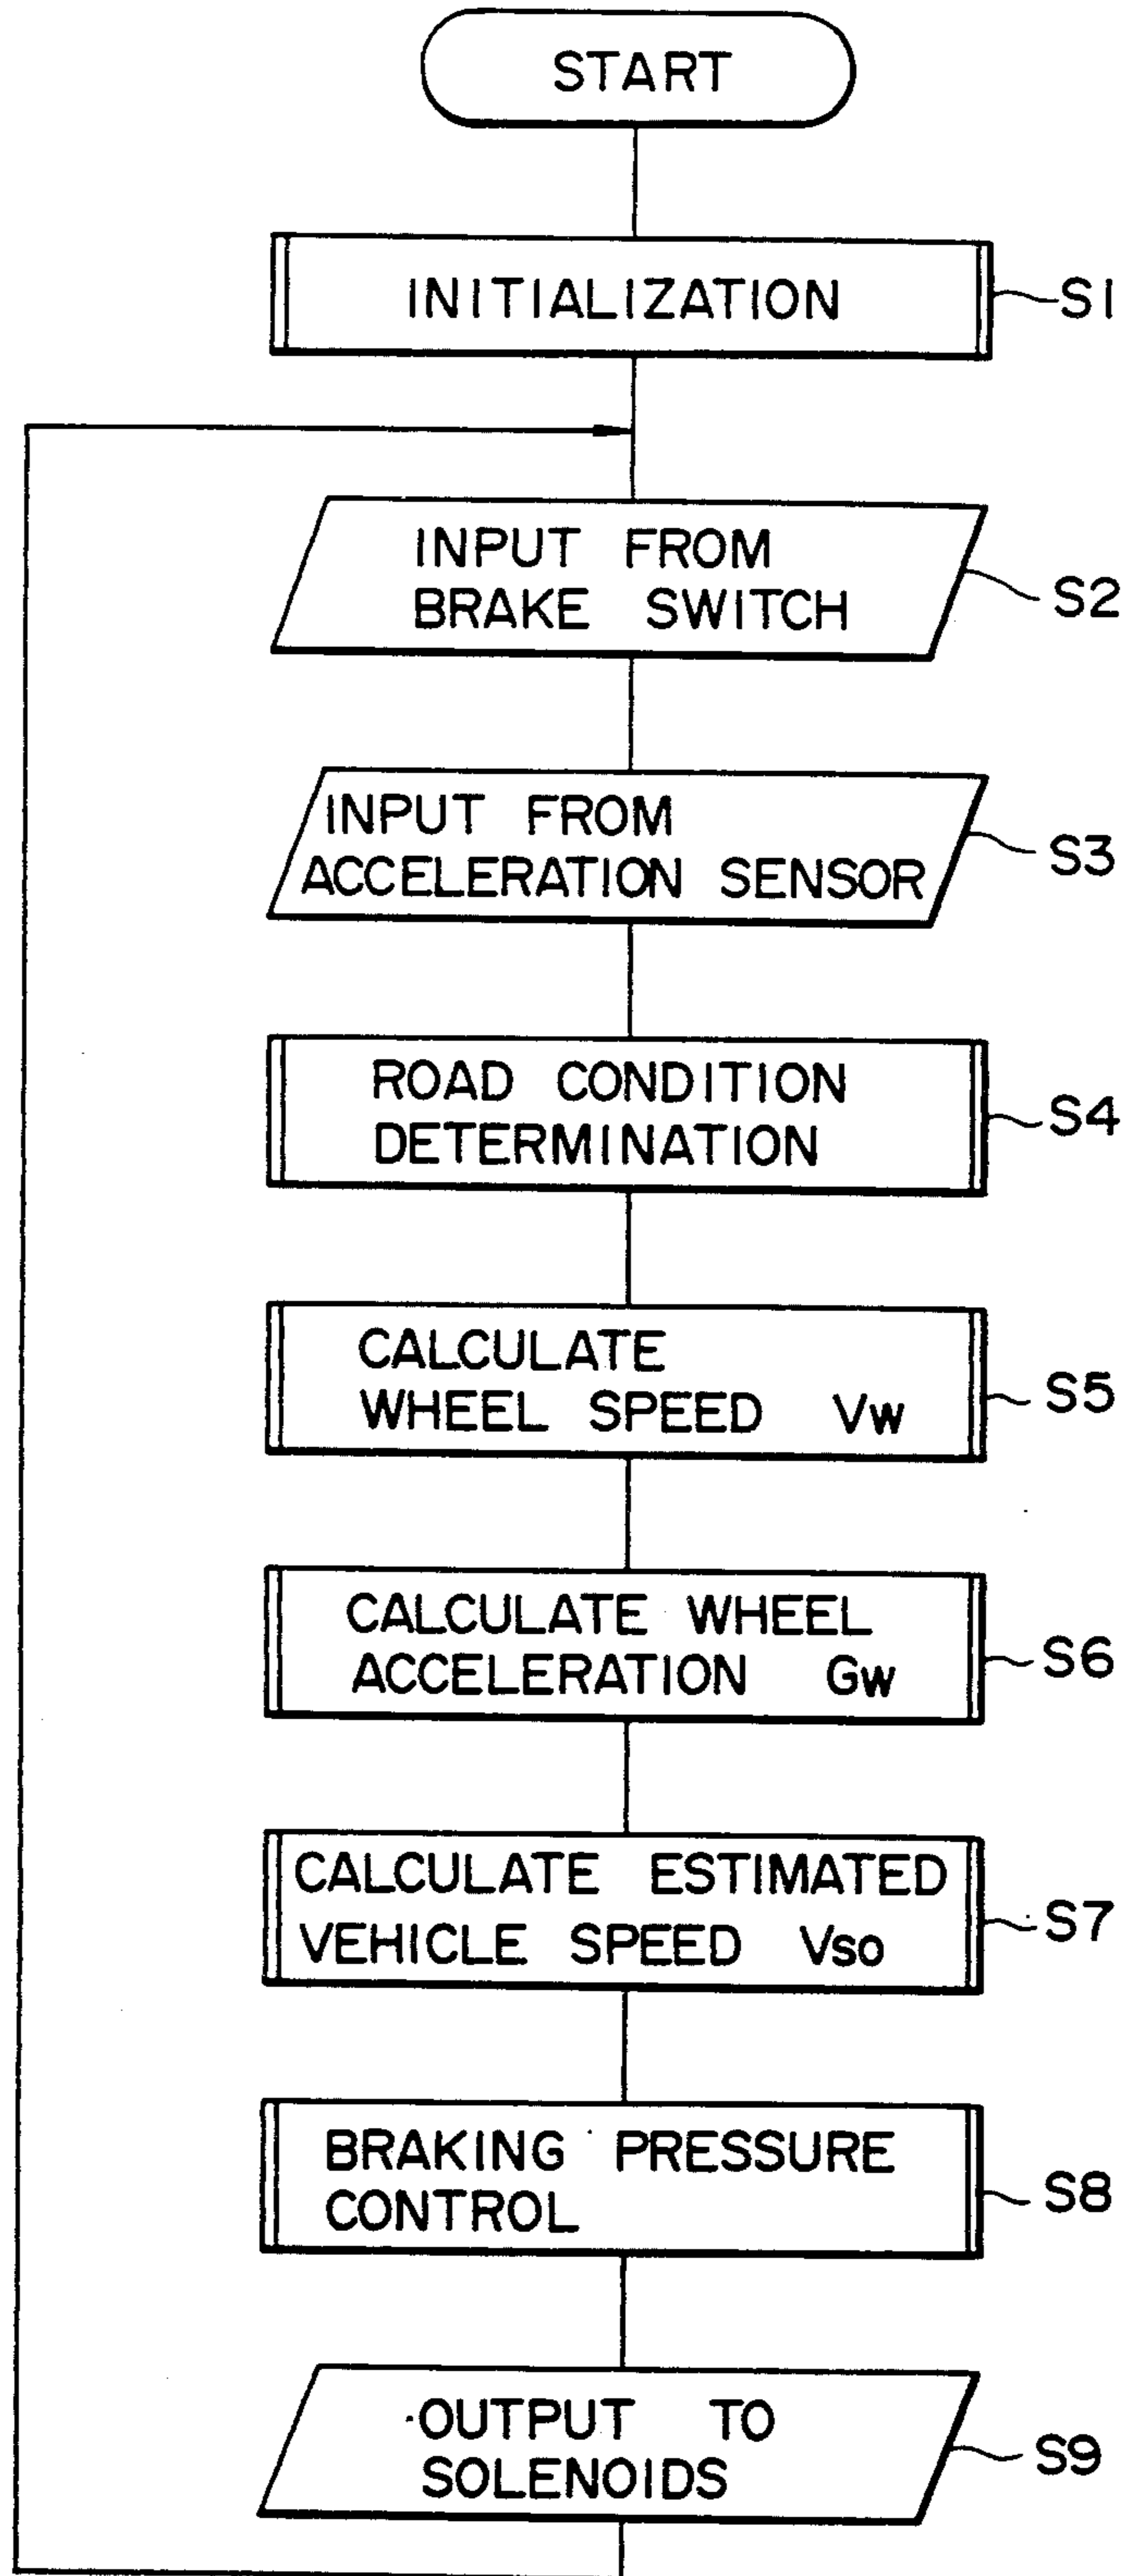 START
INITIALIZATION
S1
INPUT FROM
BRAKE SWITCH
S2
INPUT FROM
ACCELERATION SENSOR
S3
ROAD CONDITION
DETERMINATION
S4
CALCULATE
WHEEL SPEED Vw
S5
CALCULATE WHEEL
ACCELERATION Gw
S6
CALCULATE ESTIMATED
VEHICLE SPEED Vso
S7
BRAKING PRESSURE
CONTROL
S8
OUTPUT TO
SOLENOIDS
S9